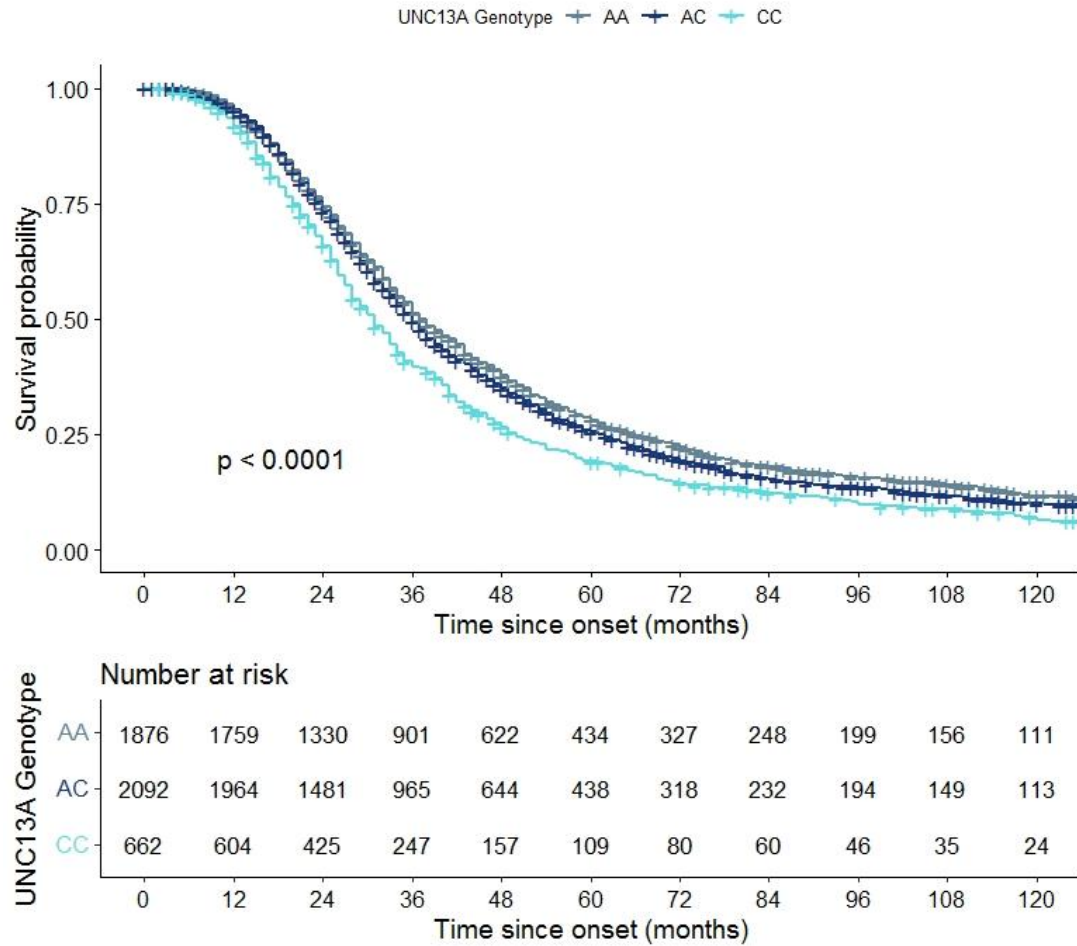 UNC13A Genotype AA AC CC
1.00
0.75
0.50
0.25
0.00
Survival probability
p < 0.0001
0 12 24 36 48 60 72 84 96 108 120
Time since onset (months)
Number at risk
UNC13A Genotype
AA 1876 1759 1330 901 622 434 327 248 199 156 111
AC 2092 1964 1481 965 644 438 318 232 194 149 113
CC 662 604 425 247 157 109 80 60 46 35 24
0 12 24 36 48 60 72 84 96 108 120
Time since onset (months)